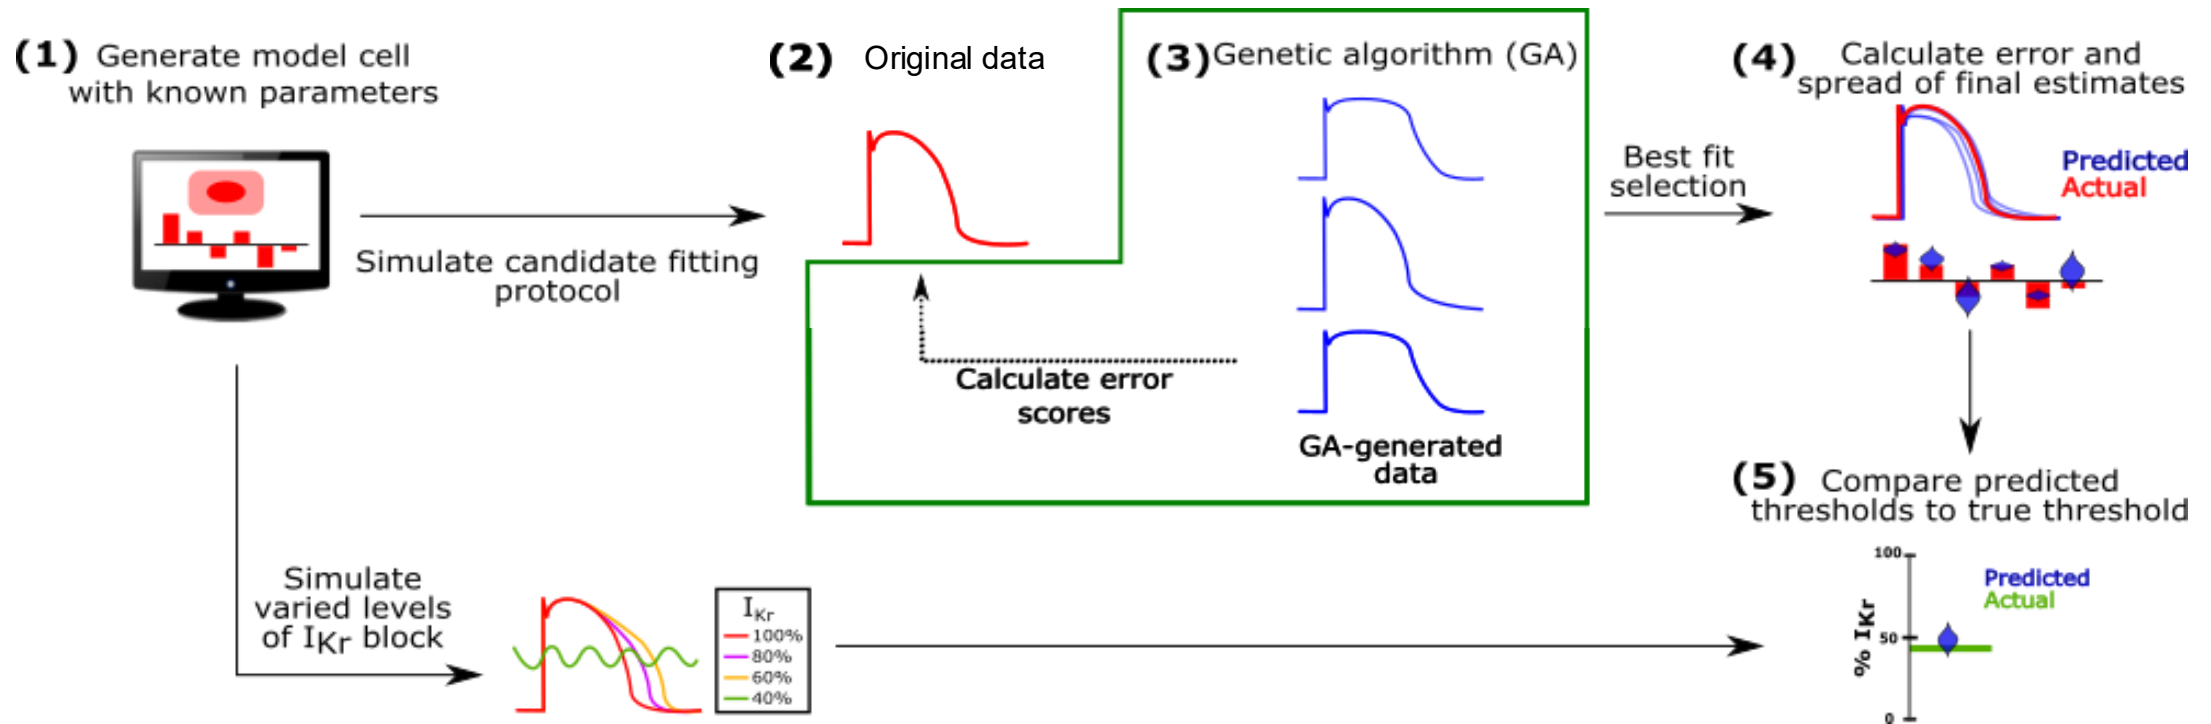 (1) Generate model cell
with known parameters
Simulate candidate fitting
protocol
(2) Original data
(3) Genetic algorithm (GA)
Calculate error
scores
GA-generated
data
Best fit
selection
(4) Calculate error and
spread of final estimates
Predicted
Actual
(5) Compare predicted
thresholds to true threshold
100
50
0
% IKr
Predicted
Actual
Simulate
varied levels
of IKr block
IKr
100%
80%
60%
40%